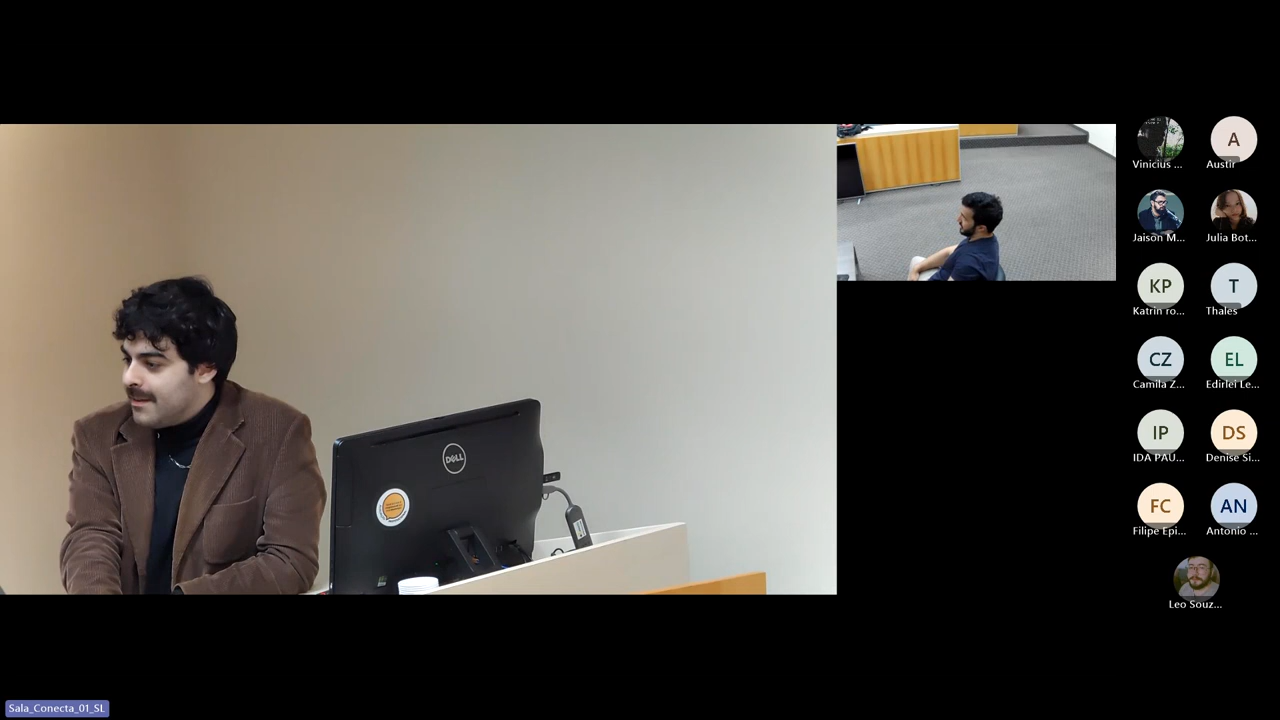 DELL
Vinicius ...
A
Austir
Jaison M...
Julia Bot...
KP
Katrin ro...
T
Thales
CZ
Camila Z...
EL
Edirlei Le...
IP
IDA PAU...
DS
Denise Si...
FC
Filipe Epi...
AN
Antonio ...
Leo Souz...
Sala_Conecta_01_SL